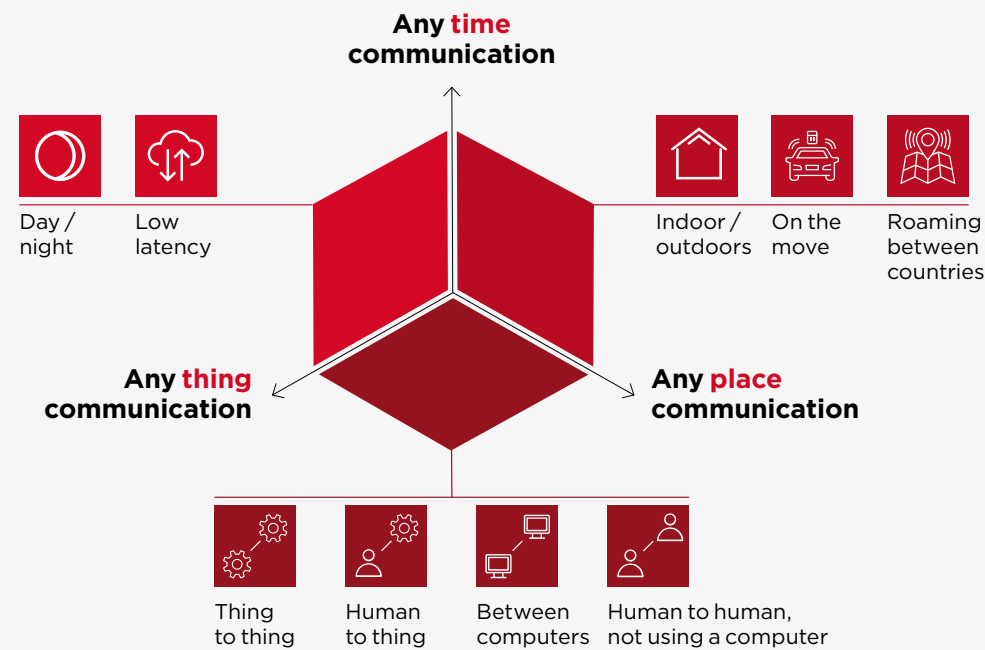 Any time
communication
Day /
night
Low
latency
Indoor /
outdoors
On the
move
Roaming
between
countries
Any thing
communication
Any place
communication
Thing
to thing
Human
to thing
Between
computers
Human to human,
not using a computer